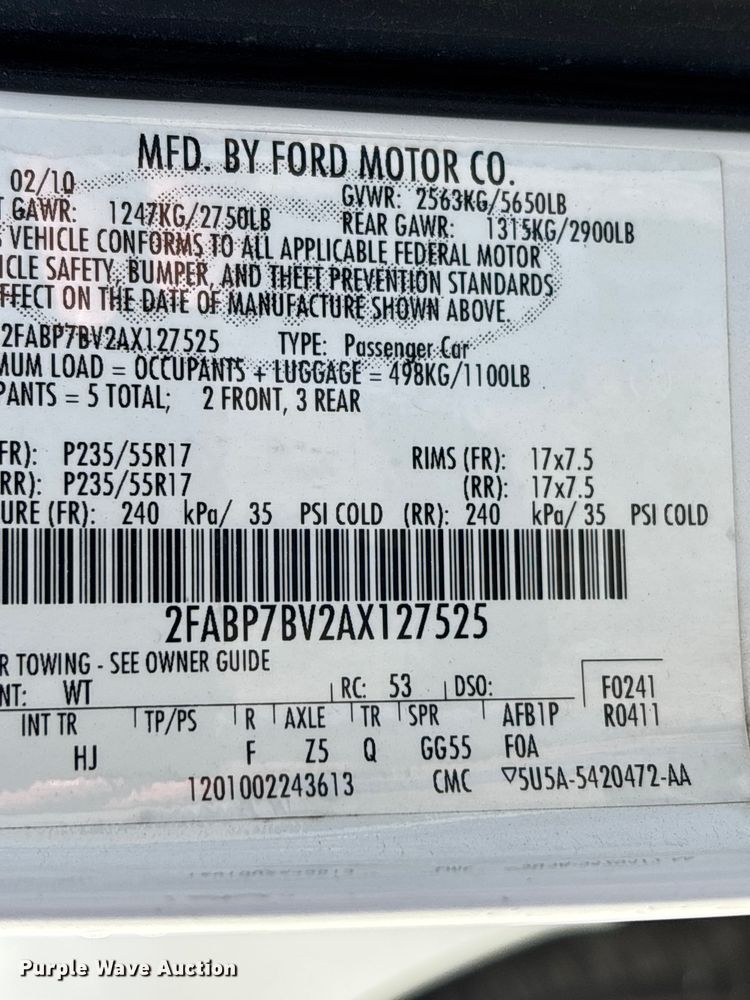 MFD. BY FORD MOTOR CO.
02/10 GVWR: 2563KG/5650LB
T GAWR: 1247KG/2750LB REAR GAWR: 1315KG/2900LB
S VEHICLE CONFORMS TO ALL APPLICABLE FEDERAL MOTOR
ICLE SAFETY, BUMPER, AND THEFT PREVENTION STANDARDS
FFECT ON THE DATE OF MANUFACTURE SHOWN ABOVE.
2FABP7BV2AX127525 TYPE: Passenger Car
MUM LOAD = OCCUPANTS + LUGGAGE = 498KG/1100LB
PANTS = 5 TOTAL; 2 FRONT, 3 REAR
FR): P235/55R17 RIMS (FR): 17x7.5
RR): P235/55R17 (RR): 17x7.5
URE (FR): 240 kPa/ 35 PSI COLD (RR): 240 kPa/ 35 PSI COLD
2FABP7BV2AX127525
R TOWING - SEE OWNER GUIDE
NT: WT RC: 53 DSO: F0241
INT TR TP/PS R AXLE TR SPR AFB1P R0411
HJ F Z5 Q GG55 F0A
1201002243613 CMC ▽5U5A-5420472-AA
Purple Wave Auction